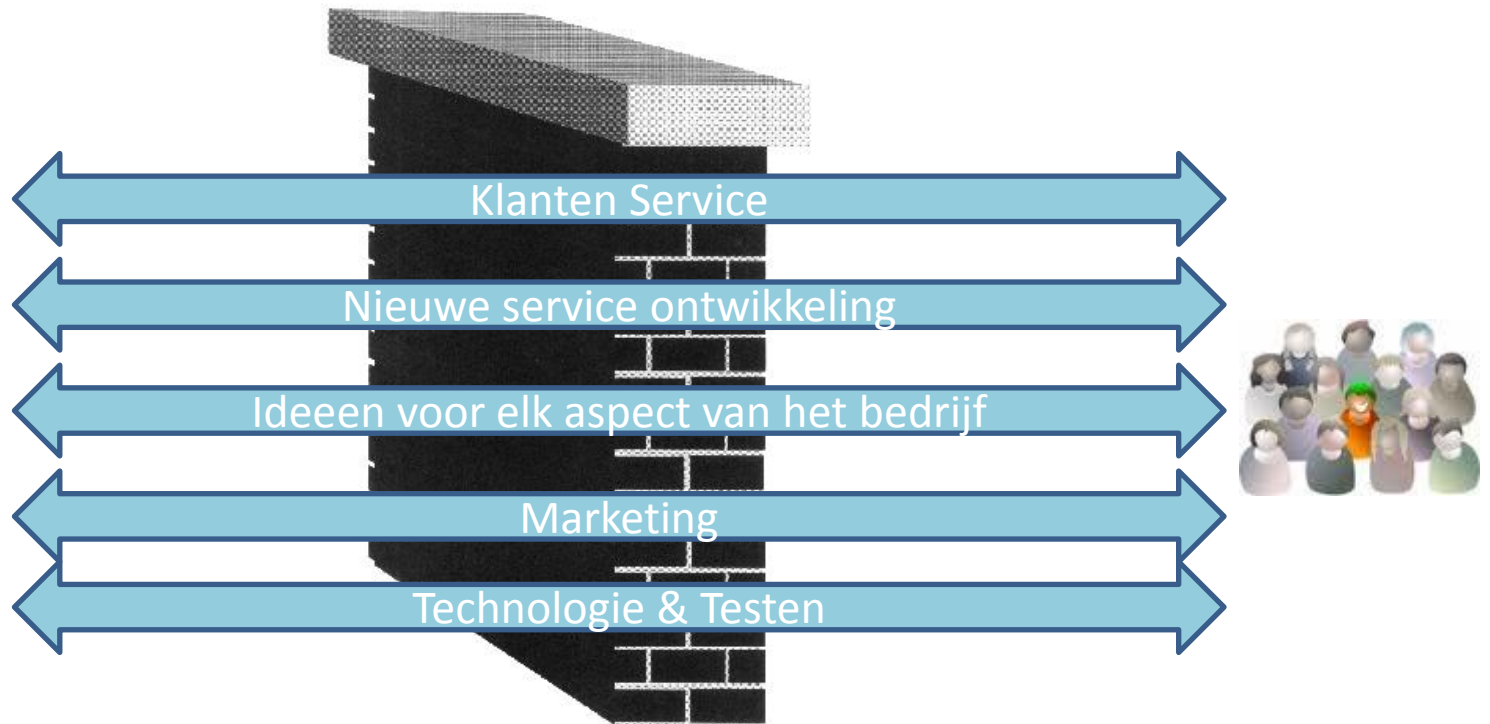 Klanten Service
Nieuwe service ontwikkeling
Ideeen voor elk aspect van het bedrijf
Marketing
Technologie & Testen